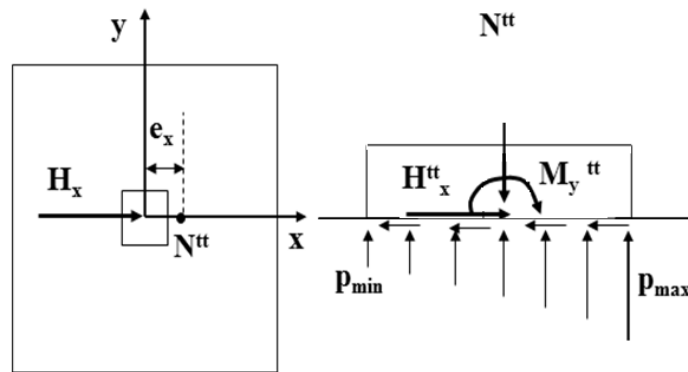 y
e_x
H_x
N^tt
x
N^tt
H^tt_x
M_y^tt
p_min
p_max